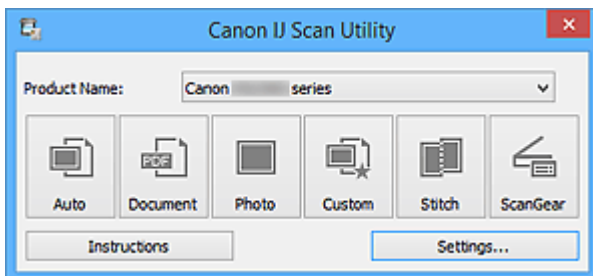 Canon IJ Scan Utility
Product Name: Canon series
PDF
Auto Document Photo Custom Stitch ScanGear
Instructions Settings...